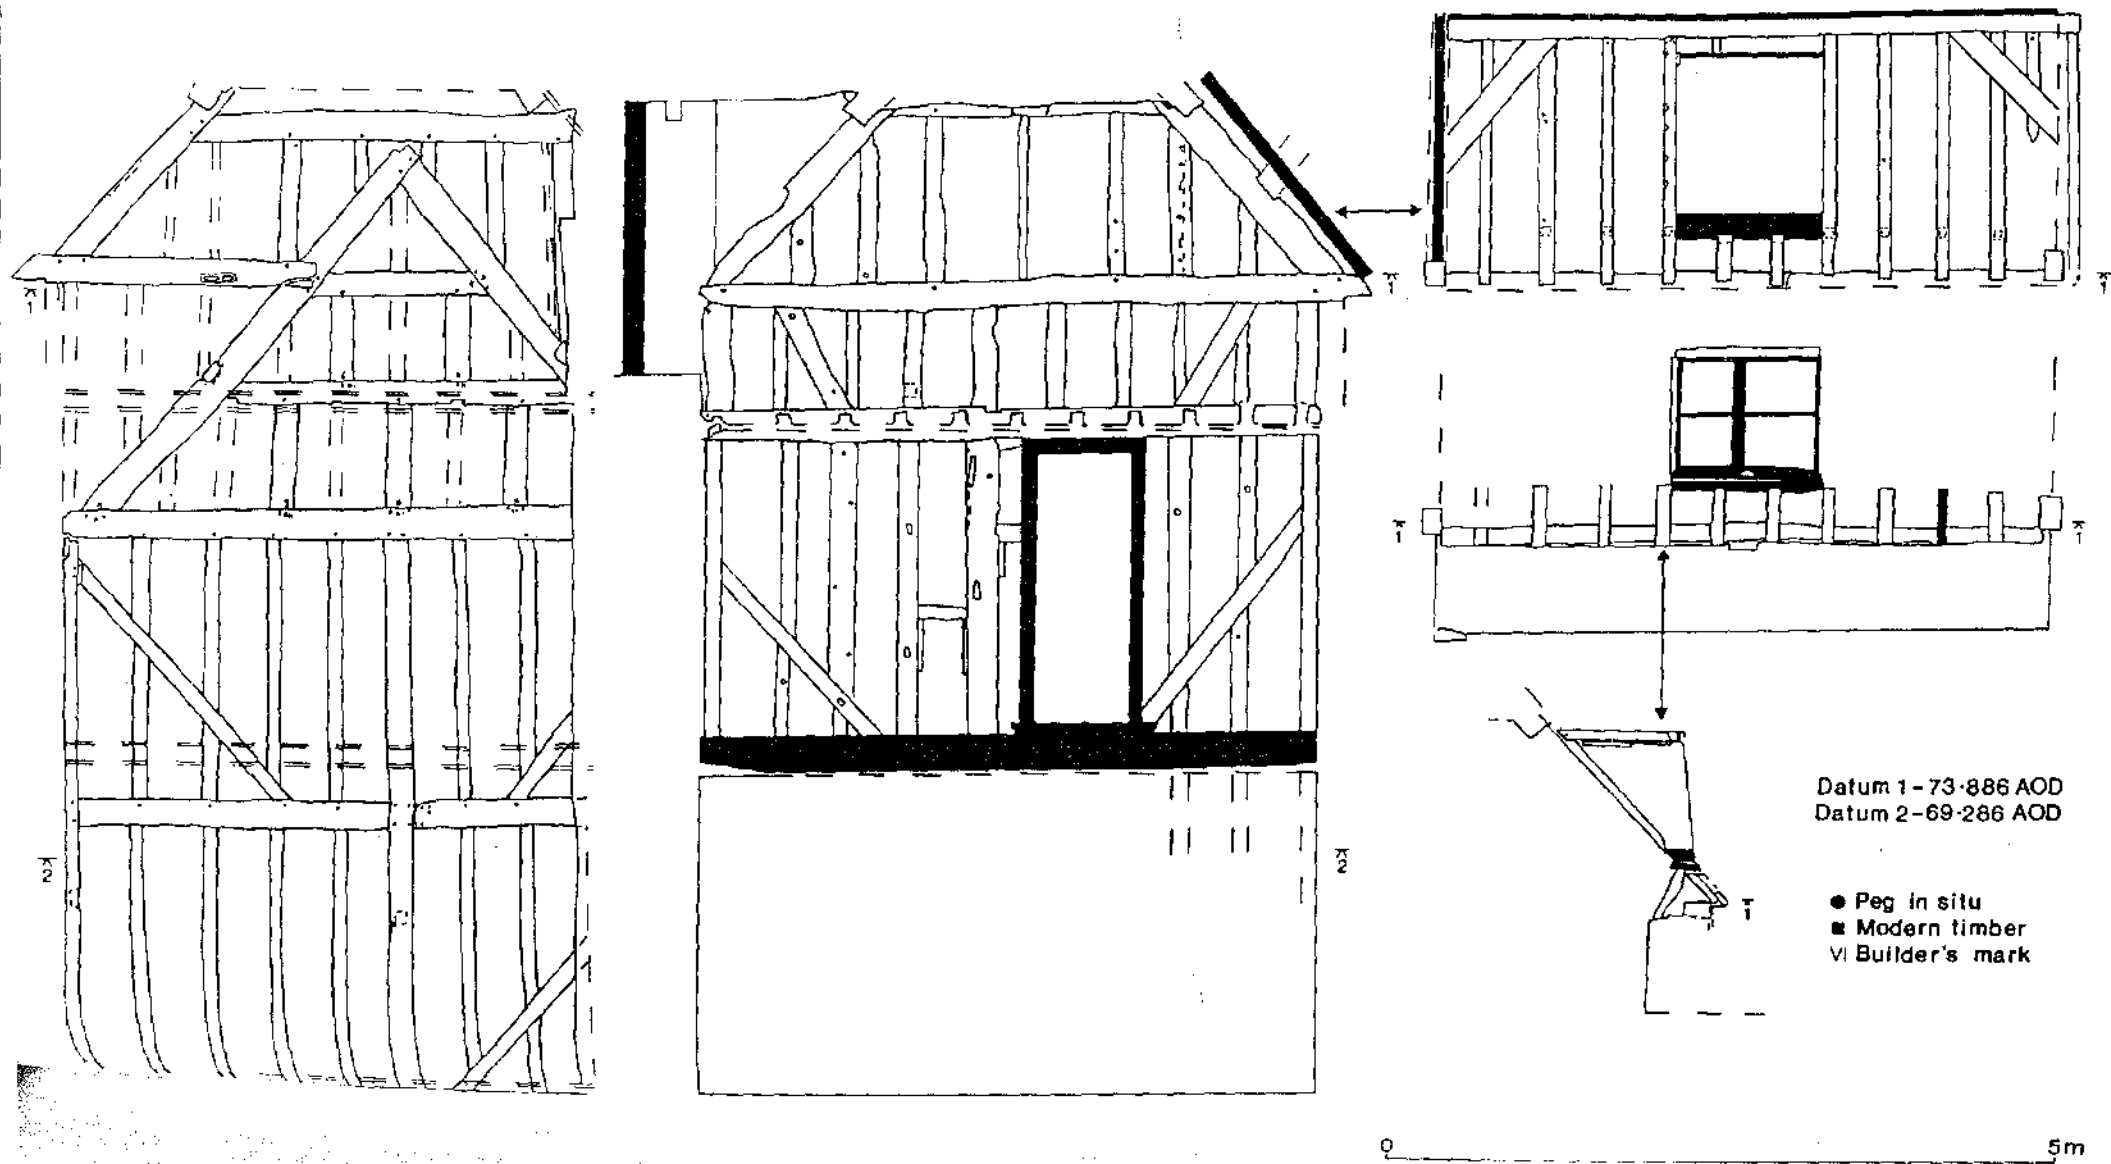 1
1
1
1
1
2
2
1
Datum 1-73·886 AOD
Datum 2-69·286 AOD
Peg in situ
Modern timber
VI Builder's mark
0 5m